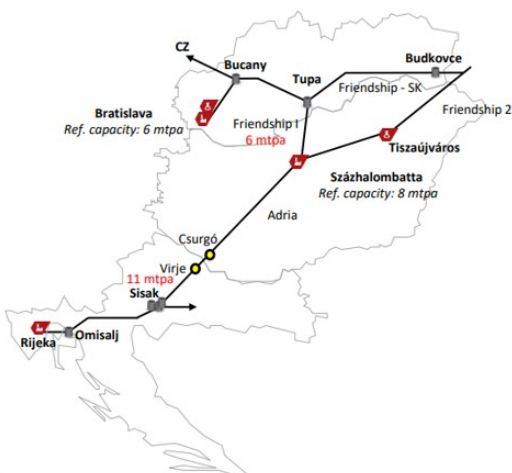 CZ
Bucany
Budkovce
Tupa
Friendship - SK
Bratislava
Ref. capacity: 6 mtpa
Friendship I
6 mtpa
Friendship 2
Tiszaújváros
Százhalombatta
Ref. capacity: 8 mtpa
Adria
Csurgó
Virje
11 mtpa
Sisak
Rijeka
Omisalj